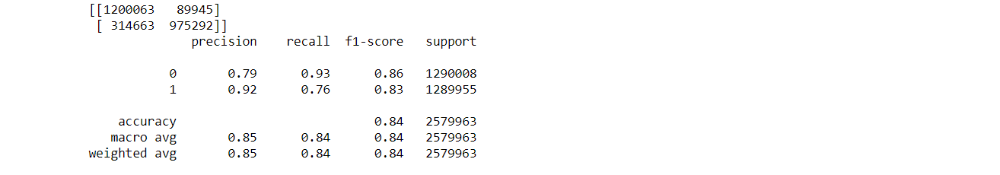 [[1200063   89945]
 [ 314663  975292]]
              precision    recall  f1-score   support

           0       0.79      0.93      0.86   1290008
           1       0.92      0.76      0.83   1289955

    accuracy                           0.84   2579963
   macro avg       0.85      0.84      0.84   2579963
weighted avg       0.85      0.84      0.84   2579963